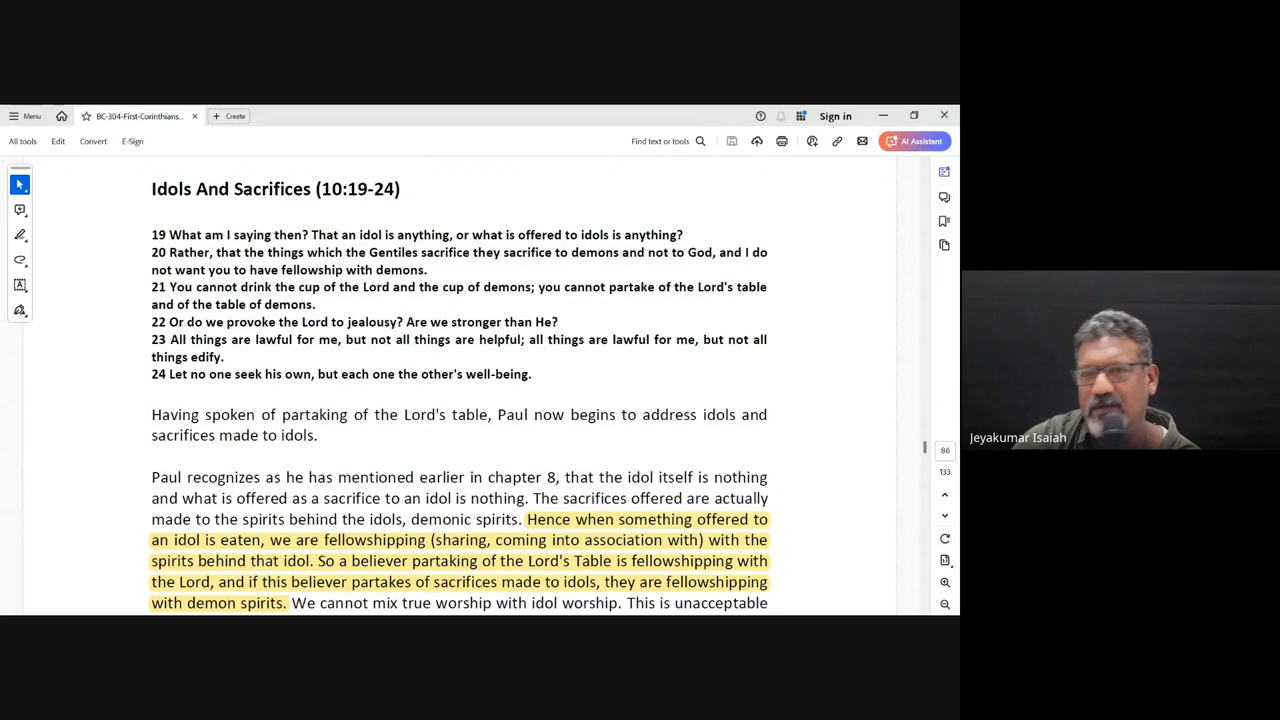 Menu
BC-304-First-Corinthians...
Create
Sign in
All tools
Edit
Convert
E-Sign
Find text or tools
AI Assistant
Idols And Sacrifices (10:19-24)
19 What am I saying then? That an idol is anything, or what is offered to idols is anything?
20 Rather, that the things which the Gentiles sacrifice they sacrifice to demons and not to God, and I do
not want you to have fellowship with demons.
21 You cannot drink the cup of the Lord and the cup of demons; you cannot partake of the Lord's table
and of the table of demons.
22 Or do we provoke the Lord to jealousy? Are we stronger than He?
23 All things are lawful for me, but not all things are helpful; all things are lawful for me, but not all
things edify.
24 Let no one seek his own, but each one the other's well-being.
Having spoken of partaking of the Lord's table, Paul now begins to address idols and
sacrifices made to idols.
Paul recognizes as he has mentioned earlier in chapter 8, that the idol itself is nothing
and what is offered as a sacrifice to an idol is nothing. The sacrifices offered are actually
made to the spirits behind the idols, demonic spirits. Hence when something offered to
an idol is eaten, we are fellowshipping (sharing, coming into association with) with the
spirits behind that idol. So a believer partaking of the Lord's Table is fellowshipping with
the Lord, and if this believer partakes of sacrifices made to idols, they are fellowshipping
with demon spirits. We cannot mix true worship with idol worship. This is unacceptable
86
133
Jeyakumar Isaiah